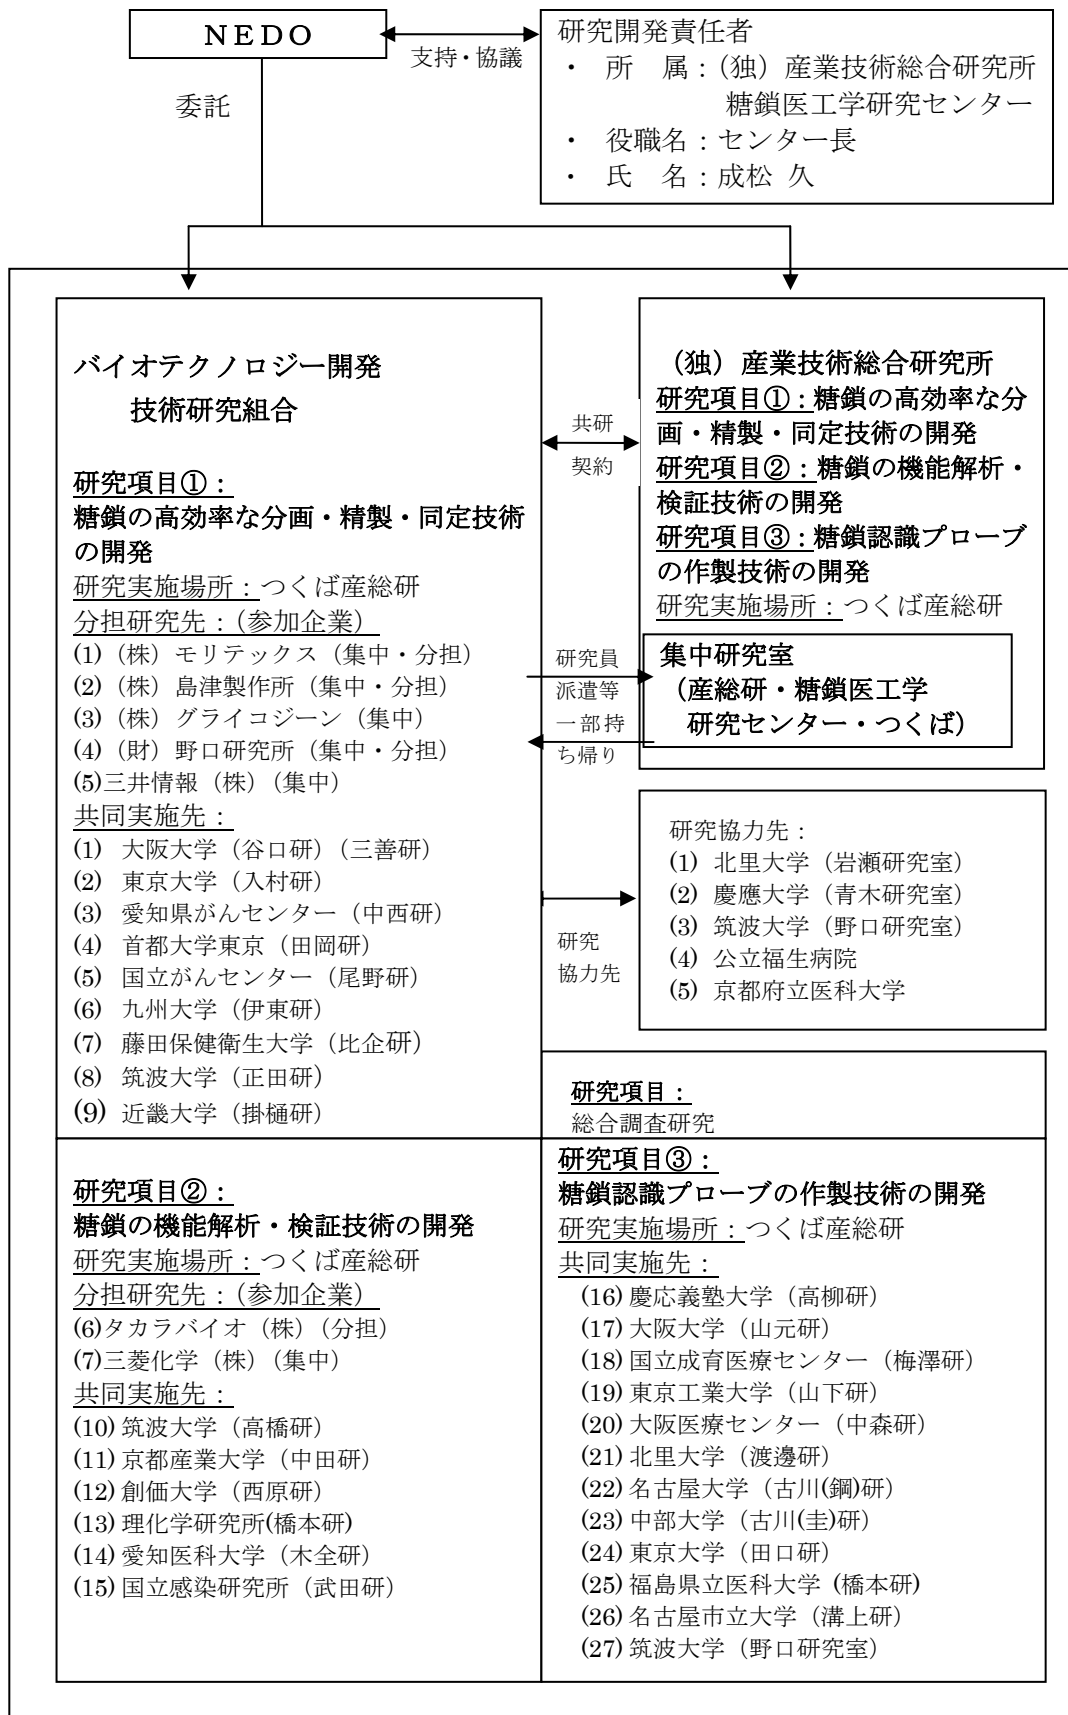 NEDO
支持・協議
委託
研究開発責任者
・ 所　属：（独）産業技術総合研究所
糖鎖医工学研究センター
・ 役職名：センター長
・ 氏　名：成松 久
バイオテクノロジー開発
技術研究組合
研究項目①：
糖鎖の高効率な分画・精製・同定技術
の開発
研究実施場所：つくば産総研
分担研究先：（参加企業）
(1) （株）モリテックス（集中・分担）
(2) （株）島津製作所（集中・分担）
(3) （株）グライコジーン（集中）
(4) （財）野口研究所（集中・分担）
(5)三井情報（株）（集中）
共同実施先：
(1) 大阪大学（谷口研）（三善研）
(2) 東京大学（入村研）
(3) 愛知県がんセンター（中西研）
(4) 首都大学東京（田岡研）
(5) 国立がんセンター（尾野研）
(6) 九州大学（伊東研）
(7) 藤田保健衛生大学（比企研）
(8) 筑波大学（正田研）
(9) 近畿大学（掛樋研）
共研
契約
研究員
派遣等
一部持
ち帰り
研究
協力先
（独）産業技術総合研究所
研究項目①：糖鎖の高効率な分
画・精製・同定技術の開発
研究項目②：糖鎖の機能解析・
検証技術の開発
研究項目③：糖鎖認識プローブ
の作製技術の開発
研究実施場所：つくば産総研
集中研究室
（産総研・糖鎖医工学
研究センター・つくば）
研究協力先：
(1) 北里大学（岩瀬研究室）
(2) 慶應大学（青木研究室）
(3) 筑波大学（野口研究室）
(4) 公立福生病院
(5) 京都府立医科大学
研究項目：
総合調査研究
研究項目②：
糖鎖の機能解析・検証技術の開発
研究実施場所：つくば産総研
分担研究先：（参加企業）
(6)タカラバイオ（株）（分担）
(7)三菱化学（株）（集中）
共同実施先：
(10) 筑波大学（高橋研）
(11) 京都産業大学（中田研）
(12) 創価大学（西原研）
(13) 理化学研究所(橋本研)
(14) 愛知医科大学（木全研）
(15) 国立感染研究所（武田研）
研究項目③：
糖鎖認識プローブの作製技術の開発
研究実施場所：つくば産総研
共同実施先：
(16) 慶応義塾大学（高柳研）
(17) 大阪大学（山元研）
(18) 国立成育医療センター（梅澤研）
(19) 東京工業大学（山下研）
(20) 大阪医療センター（中森研）
(21) 北里大学（渡邊研）
(22) 名古屋大学（古川(鋼)研）
(23) 中部大学（古川(圭)研）
(24) 東京大学（田口研）
(25) 福島県立医科大学（橋本研）
(26) 名古屋市立大学（溝上研）
(27) 筑波大学（野口研究室）